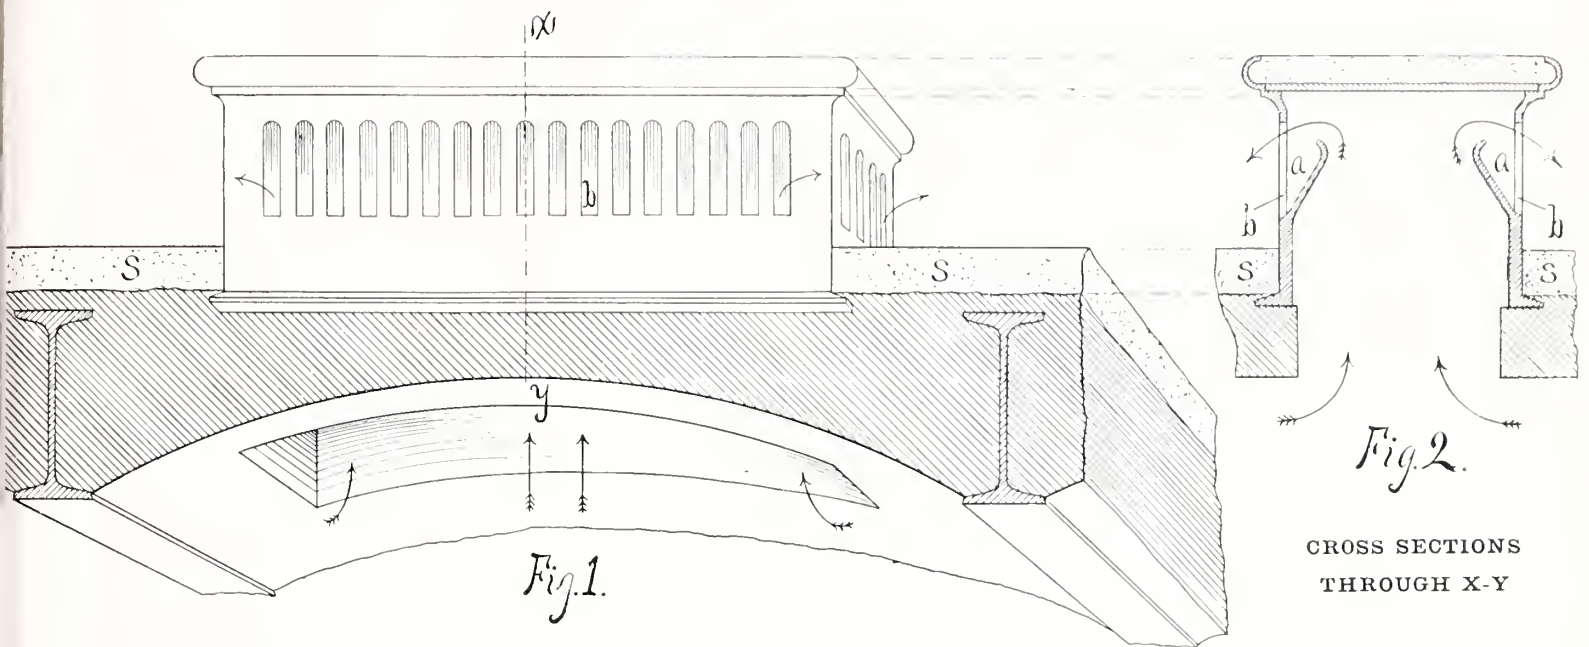 X
b
S
S
y
Fig. 1.
a
a
b
b
S
S
Fig. 2.
CROSS SECTIONS
THROUGH X-Y